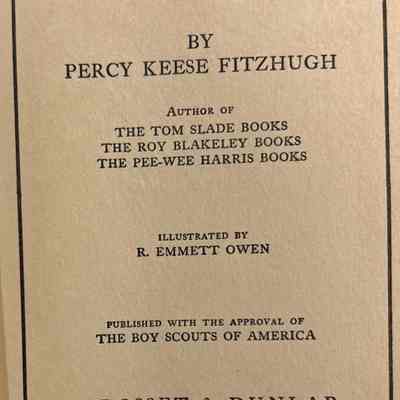 BY
PERCY KEESE FITZHUGH
AUTHOR OF
THE TOM SLADE BOOKS
THE ROY BLAKELEY BOOKS
THE PEE-WEE HARRIS BOOKS
ILLUSTRATED BY
R. EMMETT OWEN
PUBLISHED WITH THE APPROVAL OF
THE BOY SCOUTS OF AMERICA
& DUNLAP